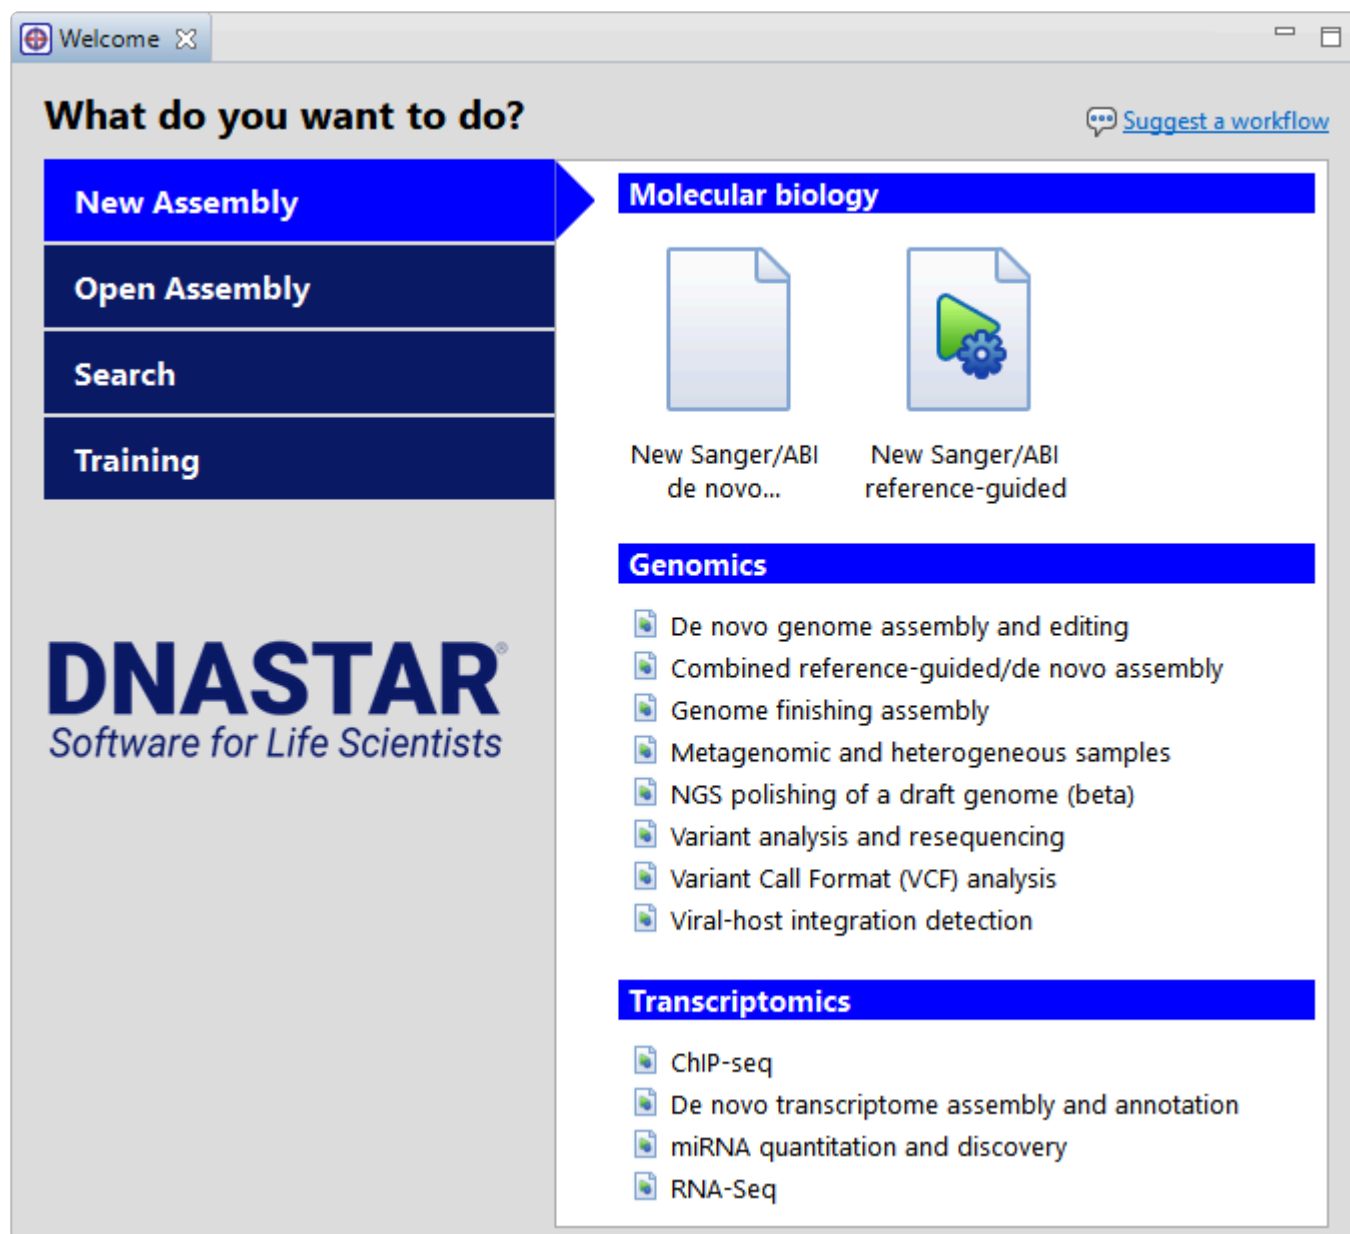 Welcome
What do you want to do?
Suggest a workflow
New Assembly
Open Assembly
Search
Training
DNASTAR®
Software for Life Scientists
Molecular biology
New Sanger/ABI
de novo...
New Sanger/ABI
reference-guided
Genomics
De novo genome assembly and editing
Combined reference-guided/de novo assembly
Genome finishing assembly
Metagenomic and heterogeneous samples
NGS polishing of a draft genome (beta)
Variant analysis and resequencing
Variant Call Format (VCF) analysis
Viral-host integration detection
Transcriptomics
ChIP-seq
De novo transcriptome assembly and annotation
miRNA quantitation and discovery
RNA-Seq